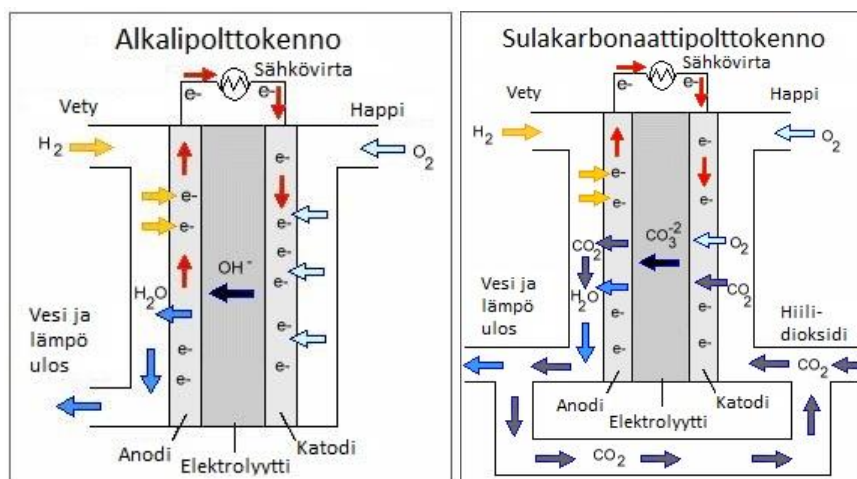 Alkalipolttokenno
Sähkövirta
e-
e-
Vety
Happi
H2
O2
e-
e-
e-
e-
OH-
e-
H2O
e-
e-
Vesi ja
lämpö
ulos
e-
e-
e-
Anodi
Elektrolyytti
Katodi
Sulakarbonaattipolttokenno
Sähkövirta
e-
e-
Vety
Happi
H2
O2
e-
e-
e-
e-
CO2
CO3-2
O2
e-
e-
H2O
CO2
Vesi ja
lämpö
ulos
Hiili-
dioksidi
e-
e-
CO2
e-
e-
Anodi
Elektrolyytti
Katodi
CO2